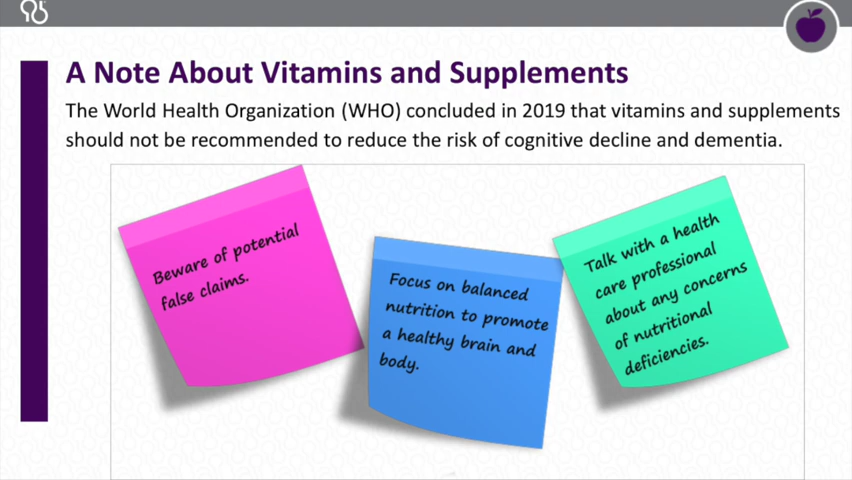 A Note About Vitamins and Supplements
The World Health Organization (WHO) concluded in 2019 that vitamins and supplements
should not be recommended to reduce the risk of cognitive decline and dementia.
Beware of potential
false claims.
Focus on balanced
nutrition to promote
a healthy brain and
body.
Talk with a health
care professional
about any concerns
of nutritional
deficiencies.